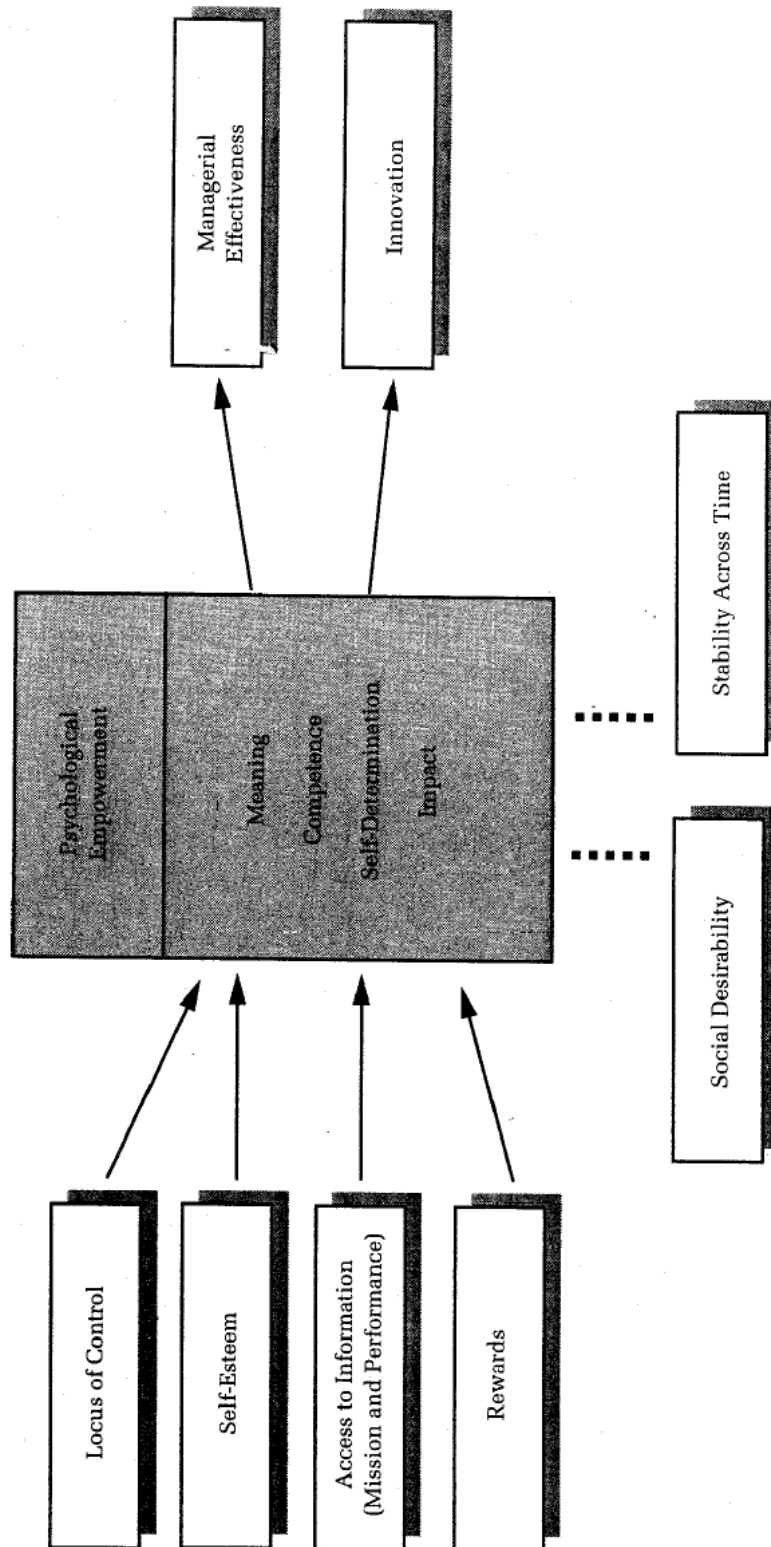 Locus of Control
Self-Esteem
Access to Information
(Mission and Performance)
Rewards
Psychological
Empowerment
Meaning
Competence
Self-Determination
Impact
Managerial
Effectiveness
Innovation
Social Desirability
Stability Across Time